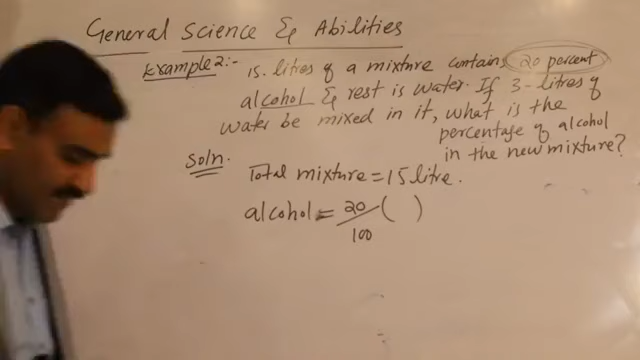 General Science & Abilities
Example 2:- 15. litres of a mixture contains 20 percent
alcohol & rest is water. If 3-litres of
water be mixed in it, what is the
percentage of alcohol
in the new mixture?
Soln.
Total mixture = 15 litre.
alcohol = 20/100 ( )